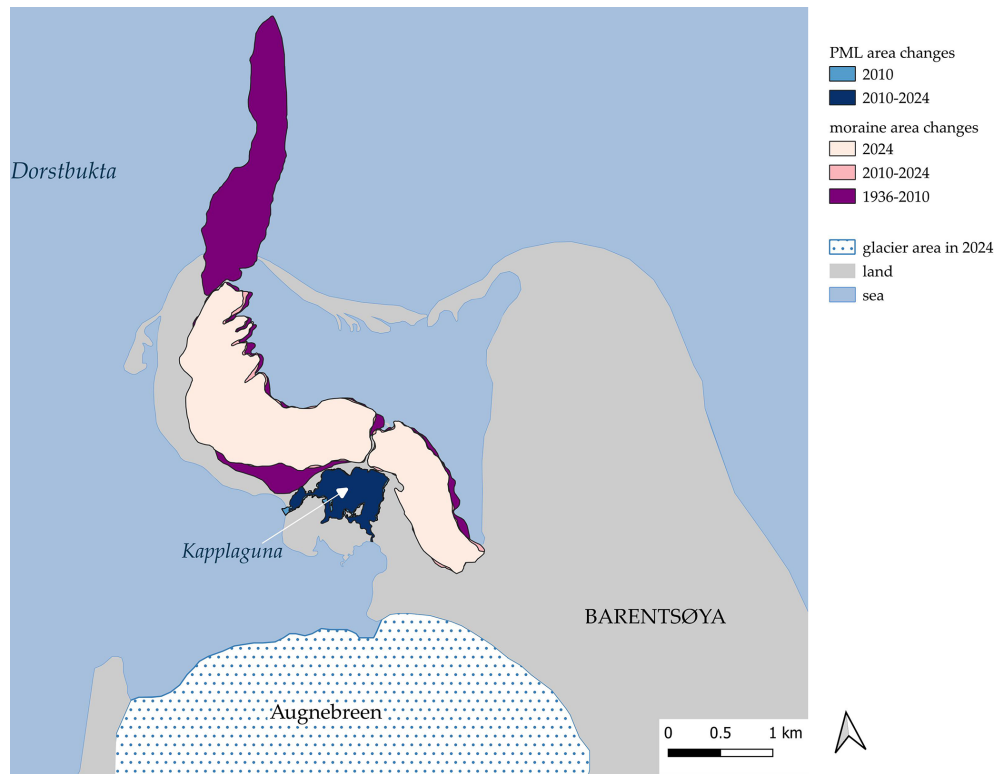 PML area changes
2010
2010-2024
moraine area changes
2024
2010-2024
1936-2010
glacier area in 2024
land
sea
Dorstbukta
Kapplaguna
BARENTSØYA
Augnebreen
0 0.5 1 km